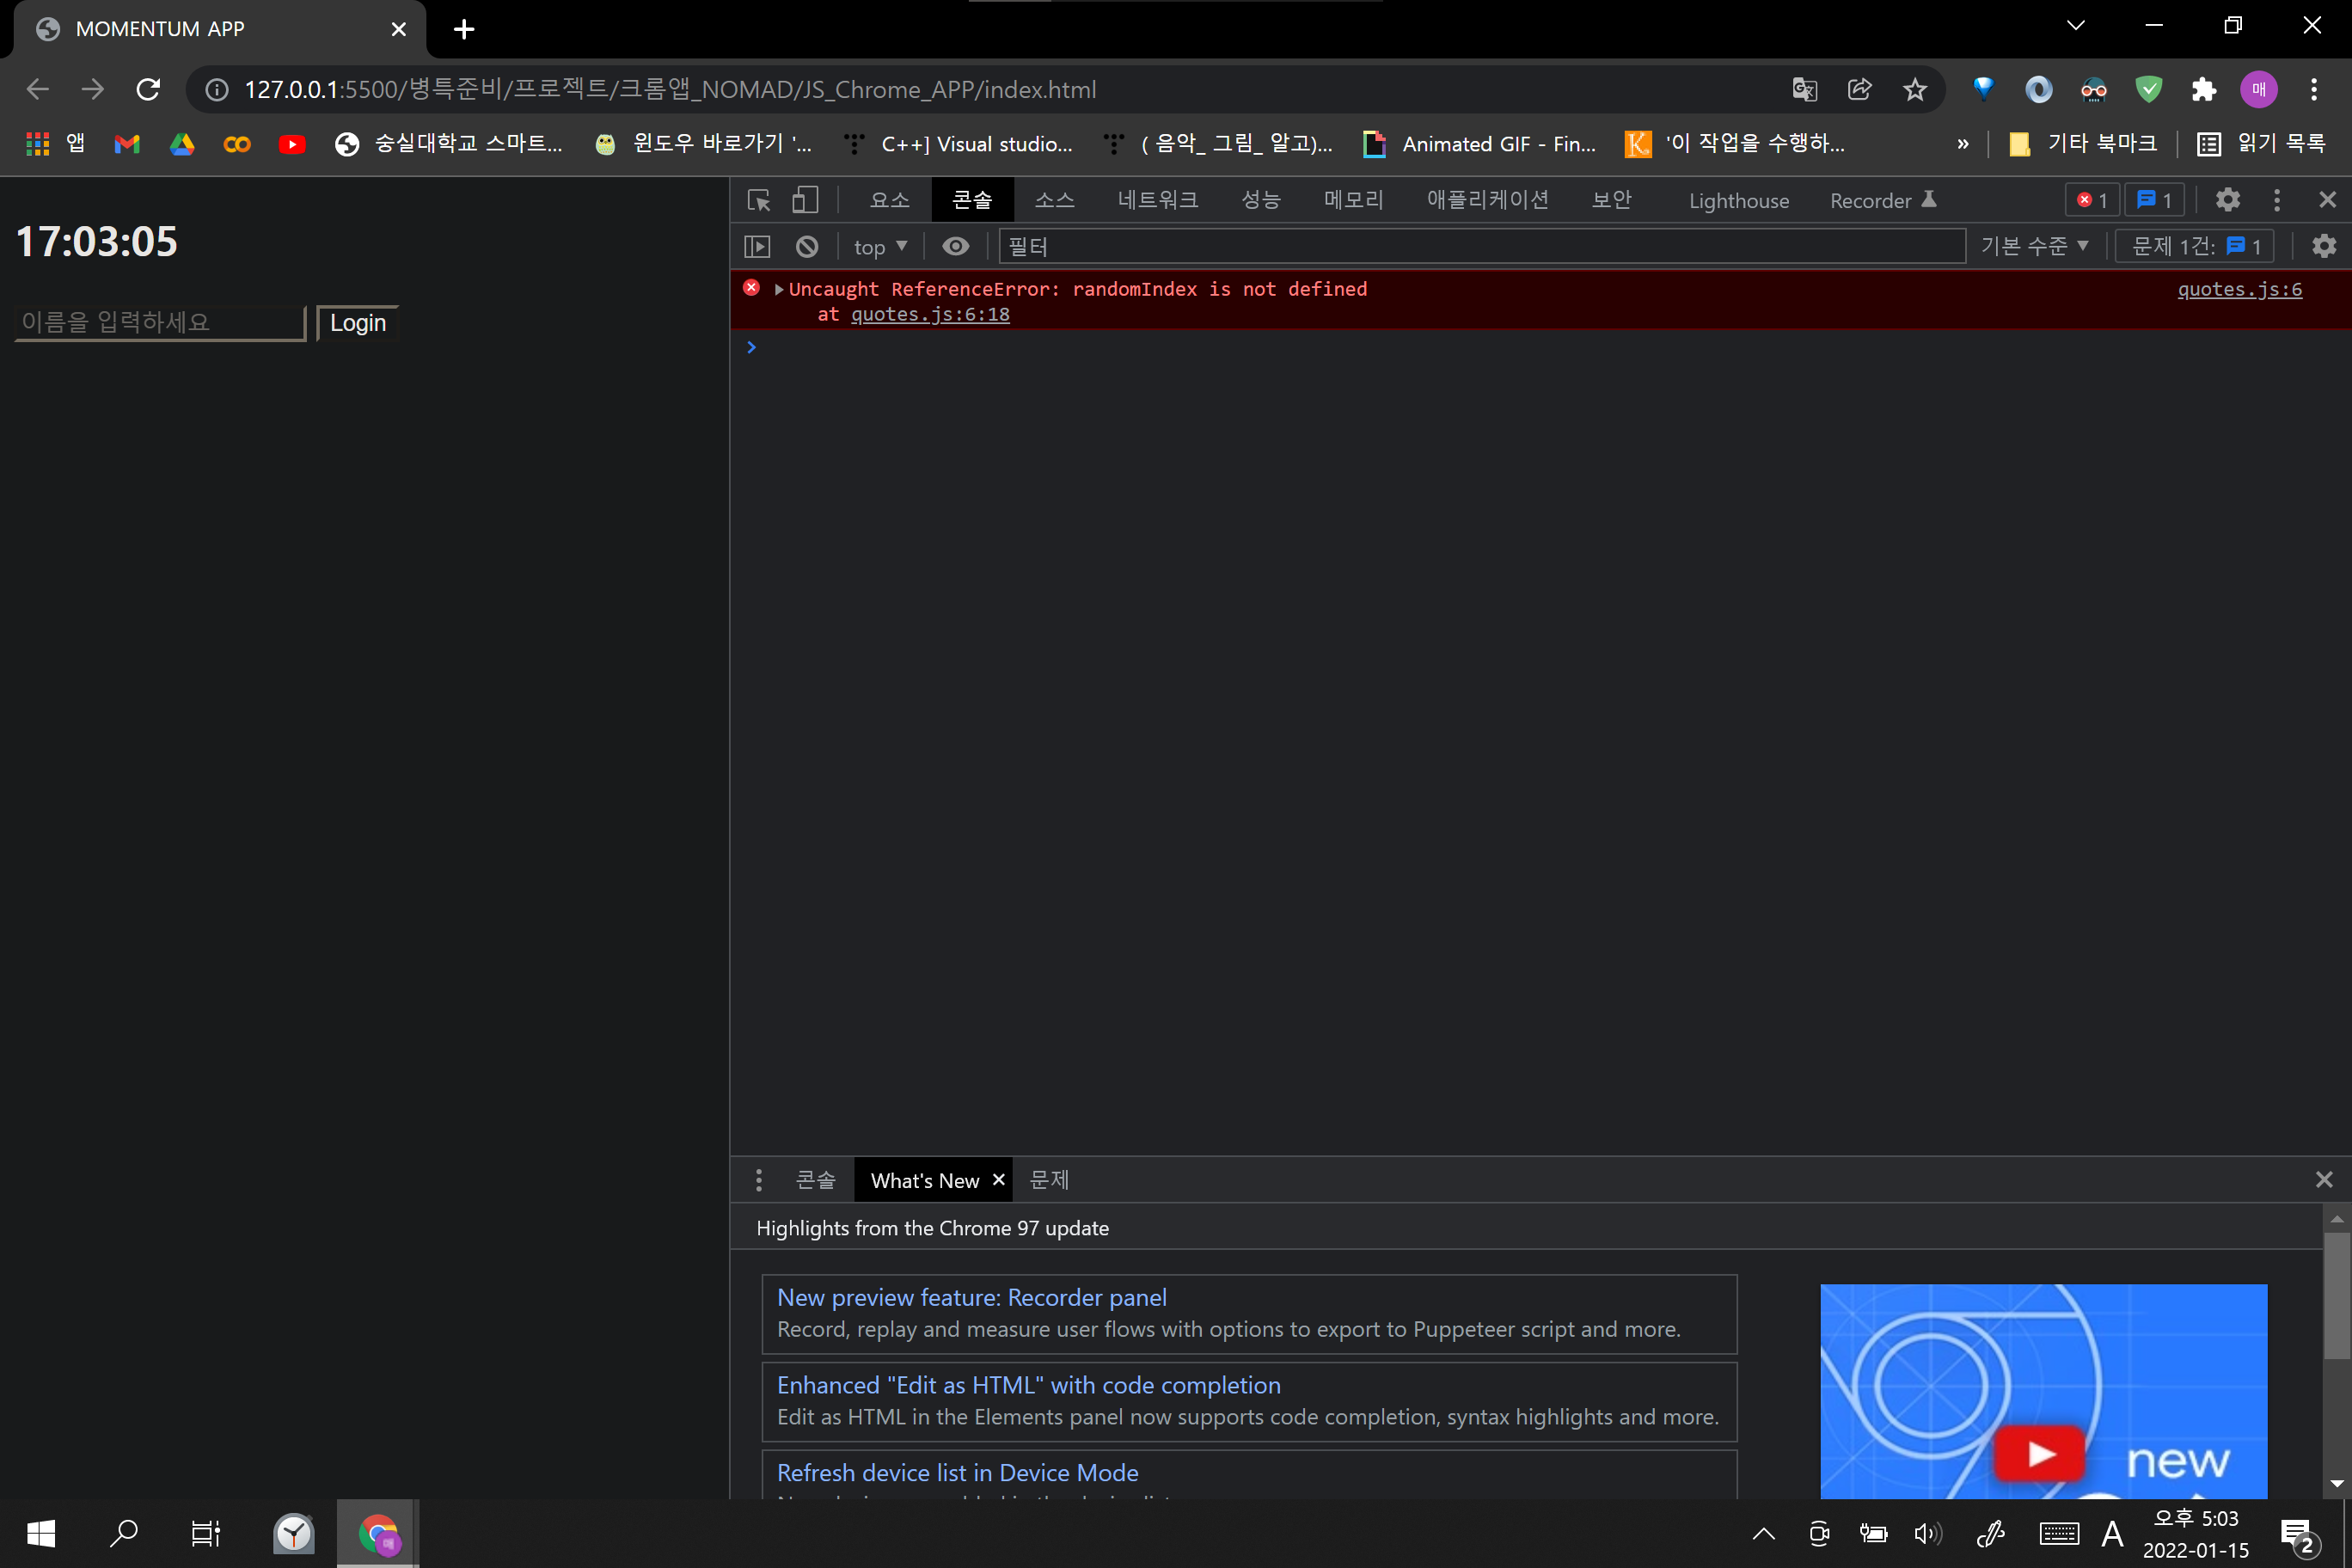 MOMENTUM APP
127.0.0.1:5500/병특준비/프로젝트/크롬앱_NOMAD/JS_Chrome_APP/index.html
매
앱
숭실대학교 스마트...
윈도우 바로가기 '...
C++] Visual studio...
( 음악_ 그림_ 알고)...
Animated GIF - Fin...
K '이 작업을 수행하...
»
기타 북마크
읽기 목록
요소 콘솔 소스 네트워크 성능 메모리 애플리케이션 보안 Lighthouse Recorder 1 1
top ▼ 필터 기본 수준 ▼ 문제 1건: 1
17:03:05
이름을 입력하세요 Login
Uncaught ReferenceError: randomIndex is not defined quotes.js:6
at quotes.js:6:18
콘솔 What's New 문제
Highlights from the Chrome 97 update
New preview feature: Recorder panel
Record, replay and measure user flows with options to export to Puppeteer script and more.
Enhanced "Edit as HTML" with code completion
Edit as HTML in the Elements panel now supports code completion, syntax highlights and more.
Refresh device list in Device Mode
new
A
오후 5:03
2022-01-15
2